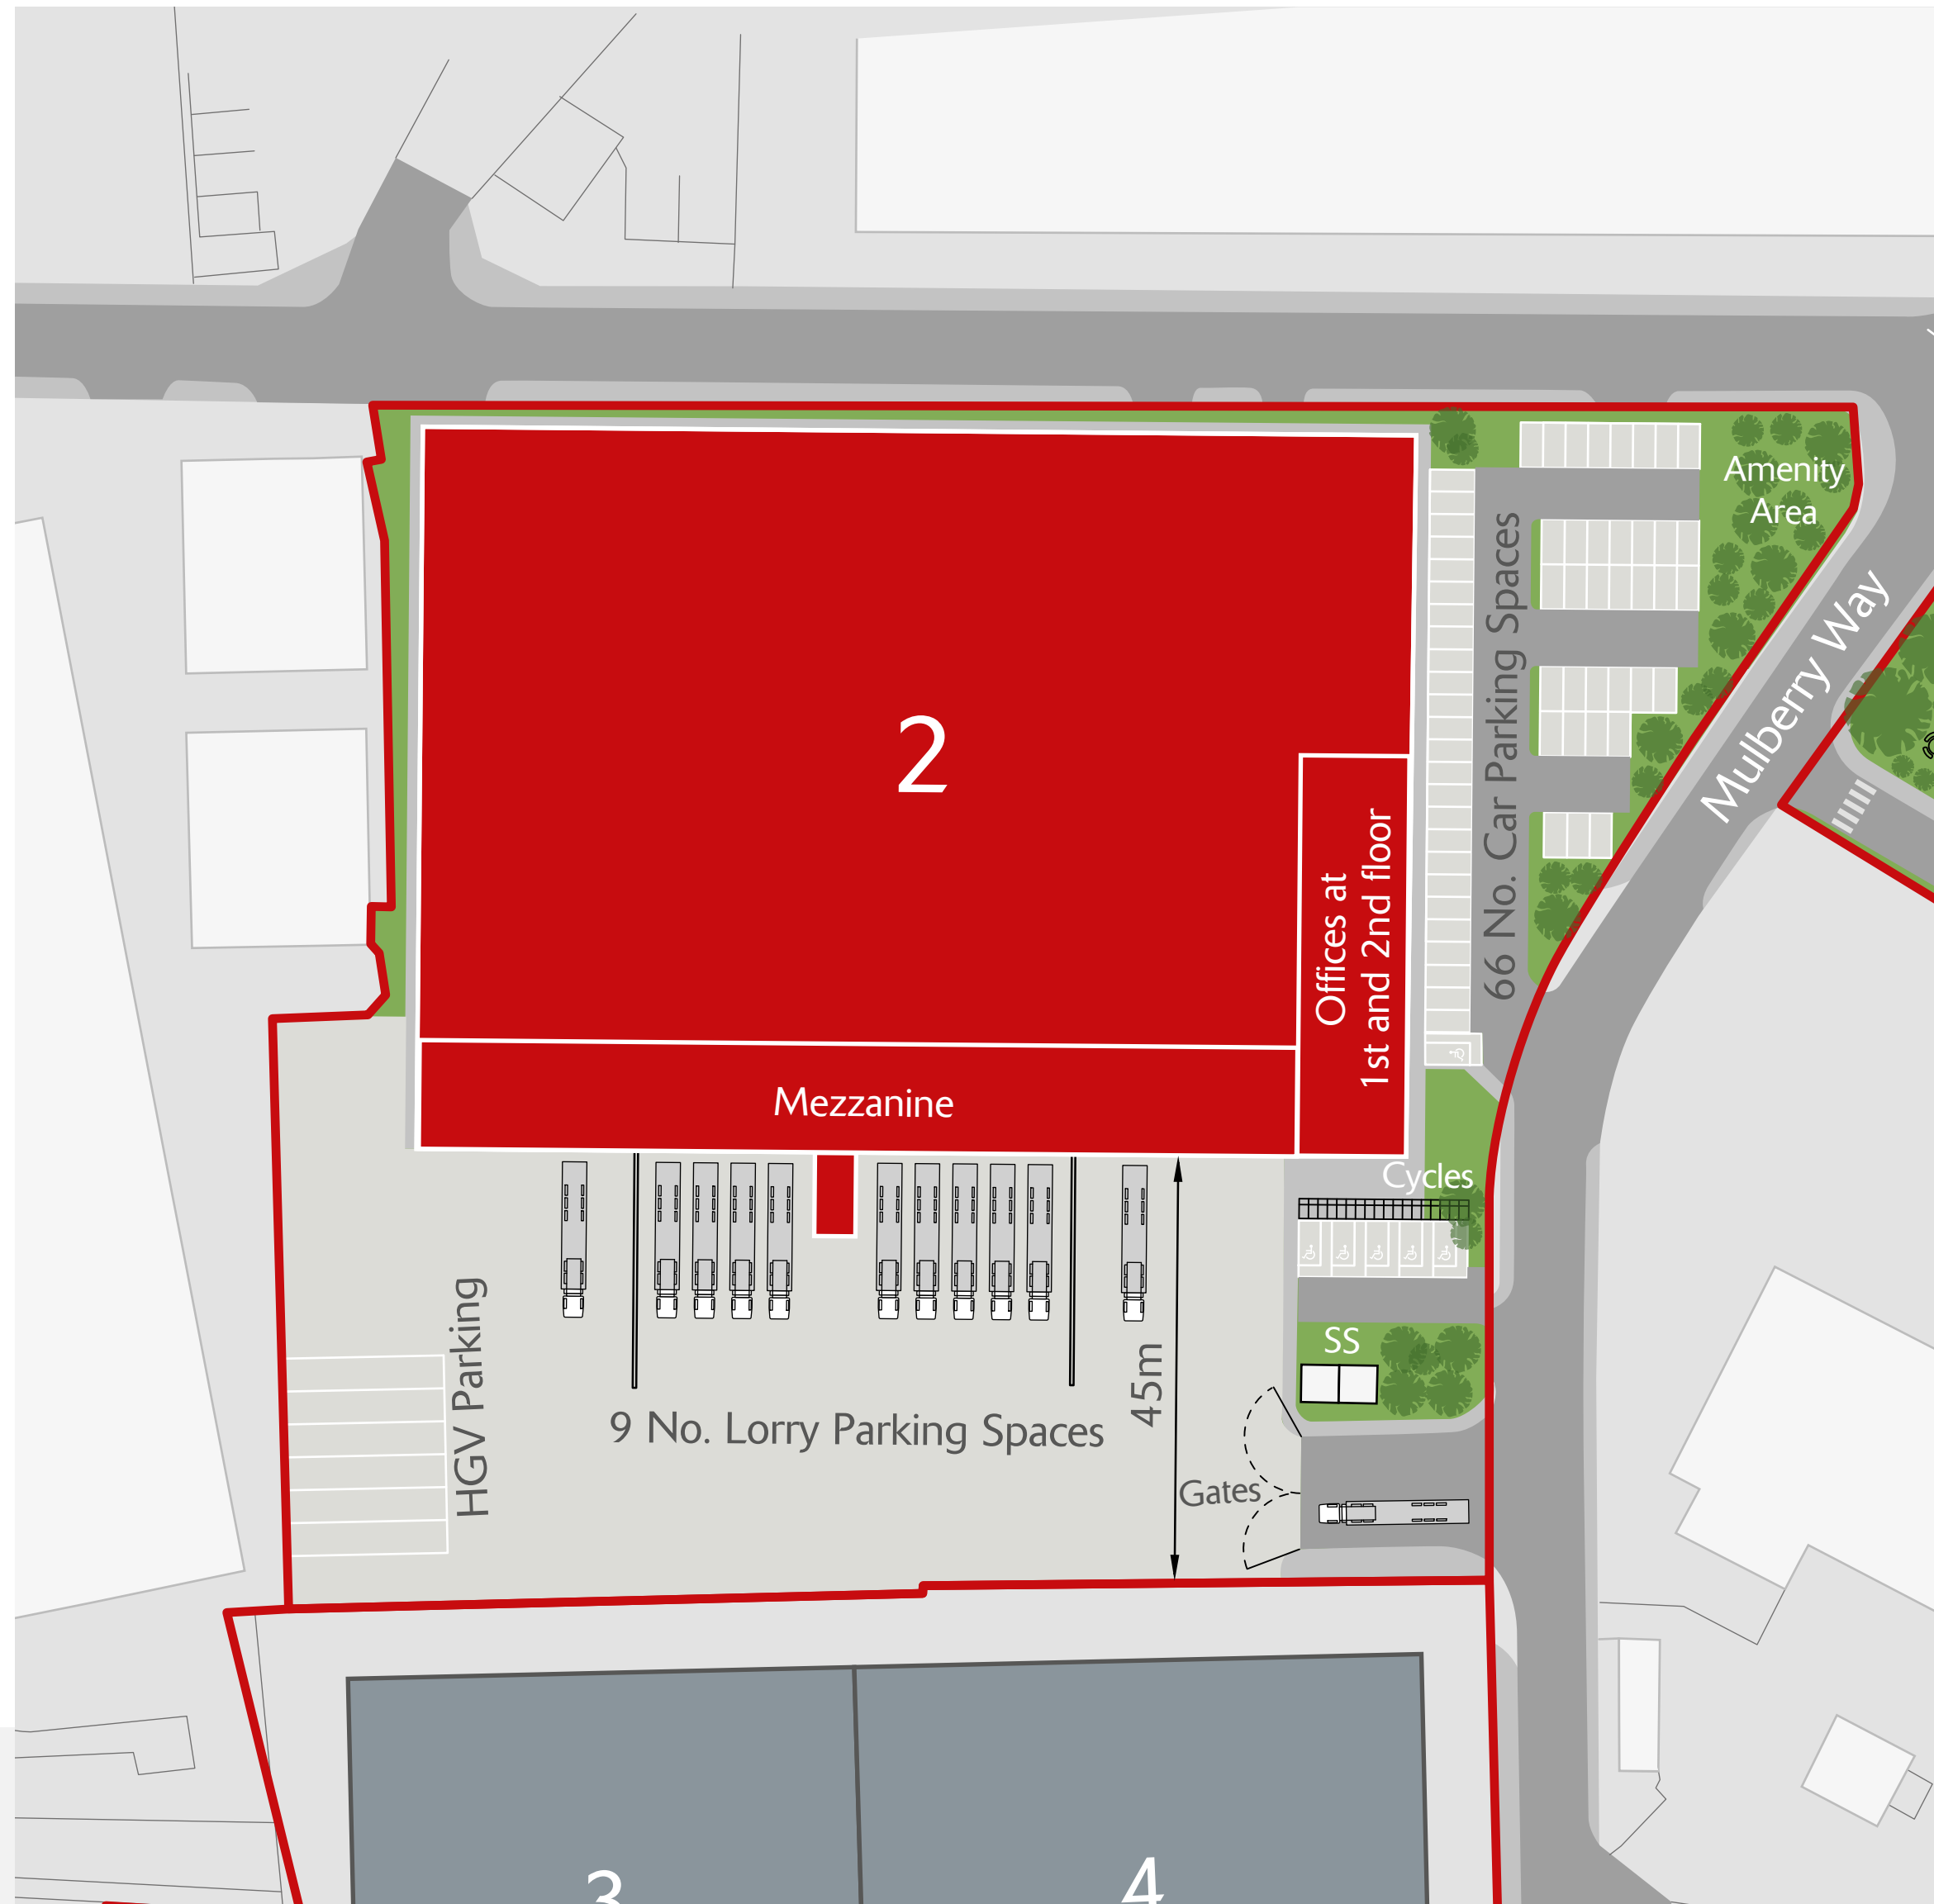 Amenity
Area
2
66 No. Car Parking Spaces
Mulberry Way
Offices at
1st and 2nd floor
Mezzanine
Cycles
SS
HGV Parking
45m
9 No. Lorry Parking Spaces
Gates
3
4